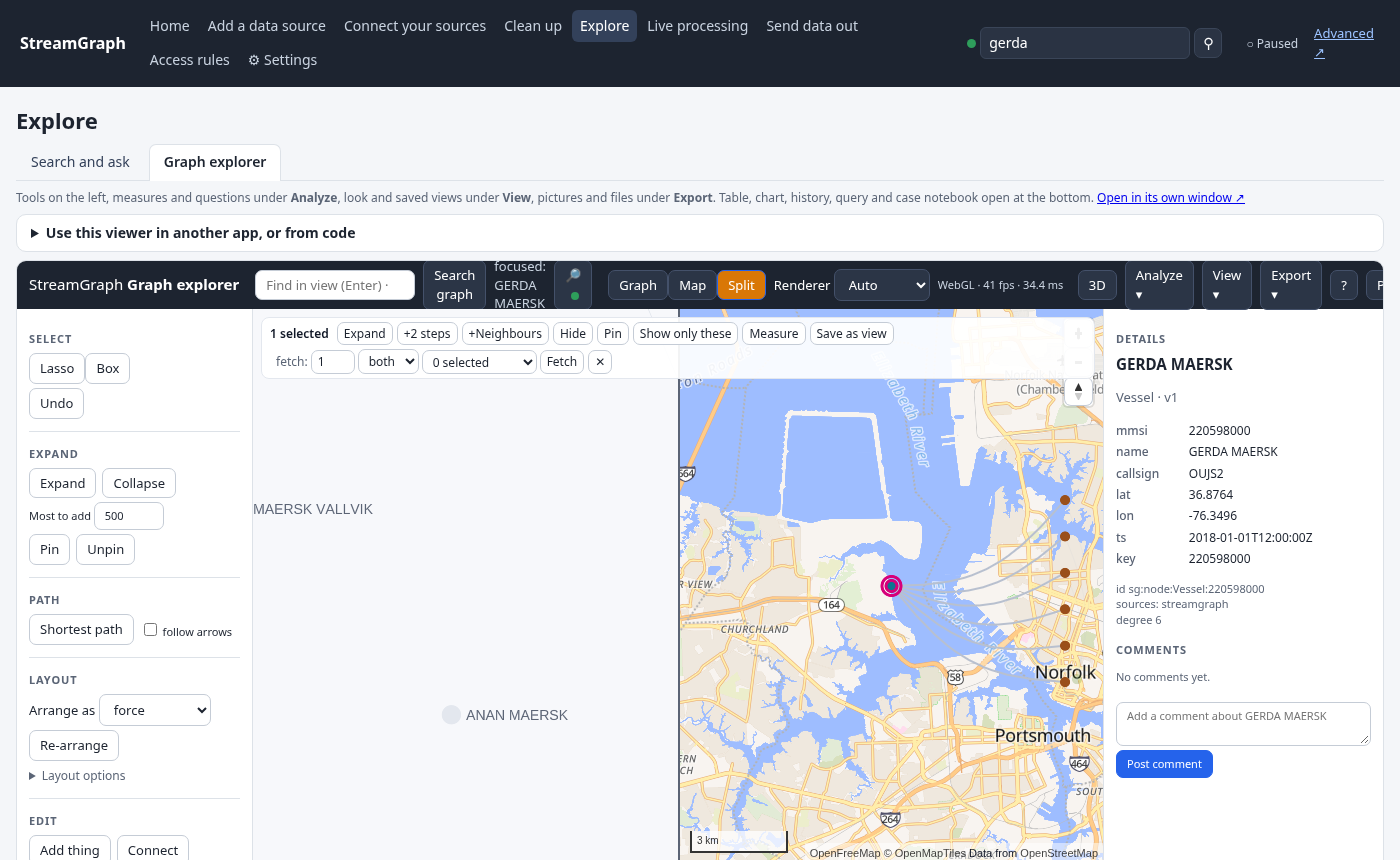 StreamGraph
Home Add a data source Connect your sources Clean up Explore Live processing Send data out
Access rules ⚙ Settings
gerda
○ Paused
Advanced ↗
Explore
Search and ask Graph explorer
Tools on the left, measures and questions under Analyze, look and saved views under View, pictures and files under Export. Table, chart, history, query and case notebook open at the bottom. Open in its own window ↗
▶ Use this viewer in another app, or from code
StreamGraph Graph explorer
Find in view (Enter) ·
Search graph
focused: GERDA MAERSK
Graph Map Split Renderer Auto WebGL · 41 fps · 34.4 ms 3D Analyze ▾ View ▾ Export ▾ ?
SELECT
Lasso Box
Undo
EXPAND
Expand Collapse
Most to add 500
Pin Unpin
PATH
Shortest path follow arrows
LAYOUT
Arrange as force
Re-arrange
▶ Layout options
EDIT
Add thing Connect
1 selected Expand +2 steps +Neighbours Hide Pin Show only these Measure Save as view
fetch: 1 both 0 selected Fetch ✕
MAERSK VALLVIK
ANAN MAERSK
Elizabeth River
664
164
CHURCHLAND
Elizabeth River
58
Norfolk
Portsmouth
464
264
3 km
OpenFreeMap © OpenMapTiles Data from OpenStreetMap
DETAILS
GERDA MAERSK
Vessel · v1
mmsi 220598000
name GERDA MAERSK
callsign OUJS2
lat 36.8764
lon -76.3496
ts 2018-01-01T12:00:00Z
key 220598000
id sg:node:Vessel:220598000
sources: streamgraph
degree 6
COMMENTS
No comments yet.
Add a comment about GERDA MAERSK
Post comment